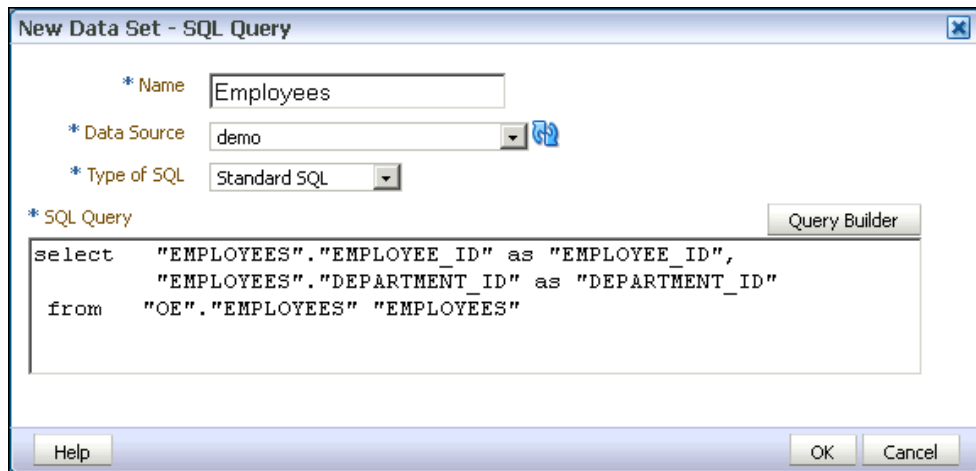 New Data Set - SQL Query
* Name Employees
* Data Source demo
* Type of SQL Standard SQL
* SQL Query
Query Builder
select "EMPLOYEES"."EMPLOYEE_ID" as "EMPLOYEE_ID",
"EMPLOYEES"."DEPARTMENT_ID" as "DEPARTMENT_ID"
from "OE"."EMPLOYEES" "EMPLOYEES"
Help OK Cancel